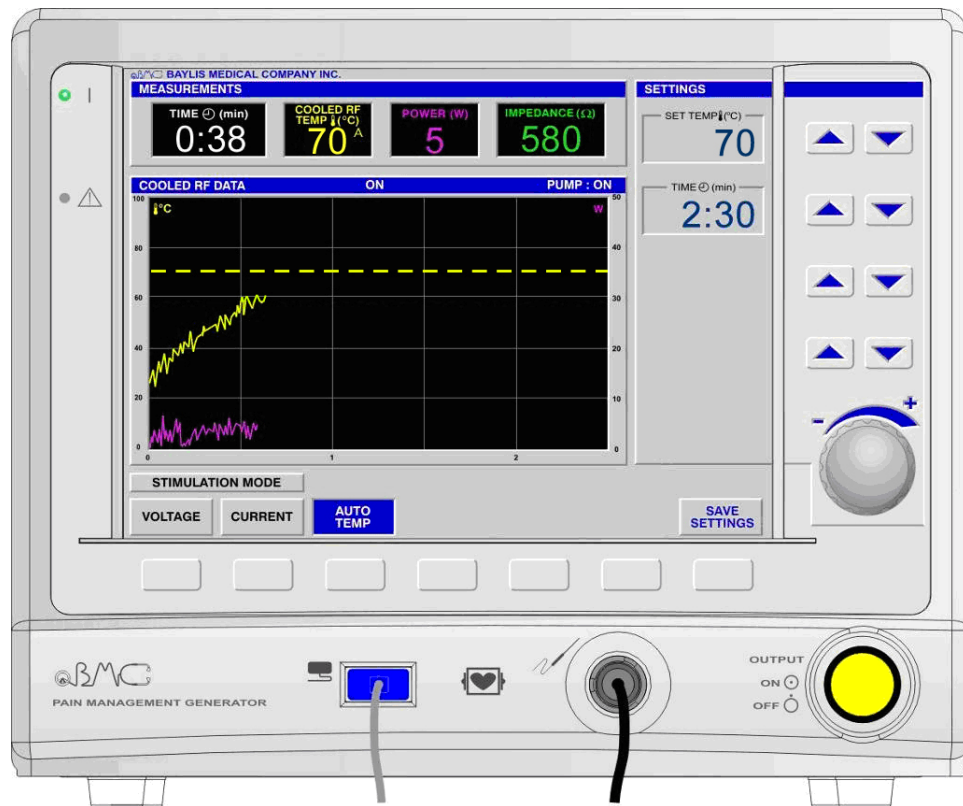 BMC BAYLIS MEDICAL COMPANY INC.
MEASUREMENTS
TIME (min)
0:38
COOLED RF
TEMP (°C)
70 A
POWER (W)
5
IMPEDANCE (Ω)
580
SETTINGS
SET TEMP (°C)
70
TIME (min)
2:30
COOLED RF DATA ON PUMP : ON
100 °C W 50
80 40
60 30
40 20
20 10
0 0
0 1 2
STIMULATION MODE
VOLTAGE
CURRENT
AUTO
TEMP
SAVE
SETTINGS
- +
BMC
PAIN MANAGEMENT GENERATOR
OUTPUT
ON
OFF